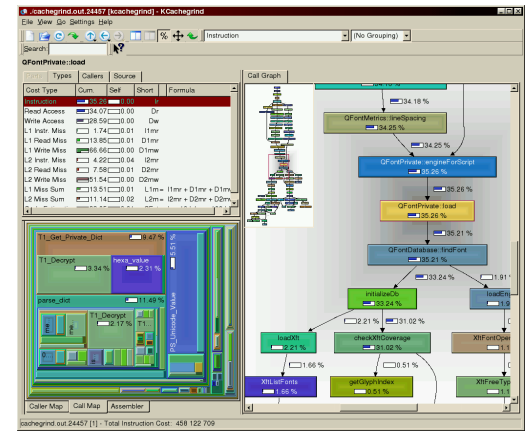 ./cachegrind.out.24457 [kcachegrind] - KCachegrind
File View Go Settings Help
Instruction
(No Grouping)
Search:
QFontPrivate::load
Types
Callers
Source
Cost Type Cum. Self Short Formula
Instruction 35.26 0.00 Ir
Read Access 34.07 0.00 Dr
Write Access 28.59 0.00 Dw
L1 Instr. Miss 1.74 0.01 I1mr
L1 Read Miss 13.85 0.01 D1mr
L1 Write Miss 66.66 0.00 D1mw
L2 Instr. Miss 4.22 0.04 I2mr
L2 Read Miss 7.58 0.01 D2mr
L2 Write Miss 51.54 0.00 D2mw
L1 Miss Sum 13.51 0.01 L1m = I1mr + D1mr + D1m
L2 Miss Sum 11.14 0.02 L2m = I2mr + D2mr + D2m
T1_Get_Private_Dict 9.47 %
T1_Decrypt 3.34 %
hexa_value 2.31 %
parse_dict 11.49 %
T1_Decrypt 2.17 %
T1...
me...
m...
PS_Unicode_Value 5.51 %
Caller Map
Call Map
Assembler
Call Graph
34.18 %
QFontMetrics::lineSpacing
34.25 %
34.25 %
QFontPrivate::engineForScript
35.26 %
35.26 %
QFontPrivate::load
35.26 %
35.21 %
QFontDatabase::findFont
35.21 %
33.24 %
1.91
initializeDb
33.24 %
loadEn
2.21 %
31.02 %
loadXft
2.21 %
checkXftCoverage
31.02 %
XftFontOpe
1.66 %
0.51 %
XftListFonts
1.66 %
getGlyphIndex
0.51 %
XftFreeTyp
cachegrind.out.24457 [1] - Total Instruction Cost: 458 122 709